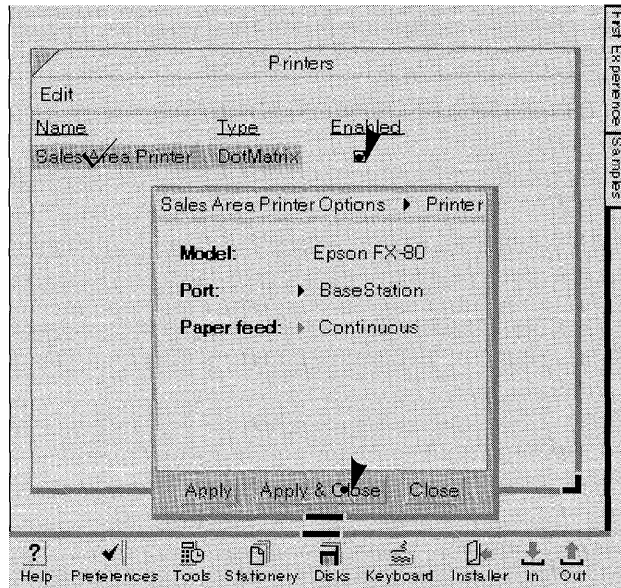 Printers
Edit
Name Type Enabled
Sales Area Printer DotMatrix
Sales Area Printer Options Printer
Model: Epson FX-80
Port: BaseStation
Paper feed: Continuous
Apply Apply & Close Close
First Experience
Samples
? Help Preferences Tools Stationery Disks Keyboard Installer In Out